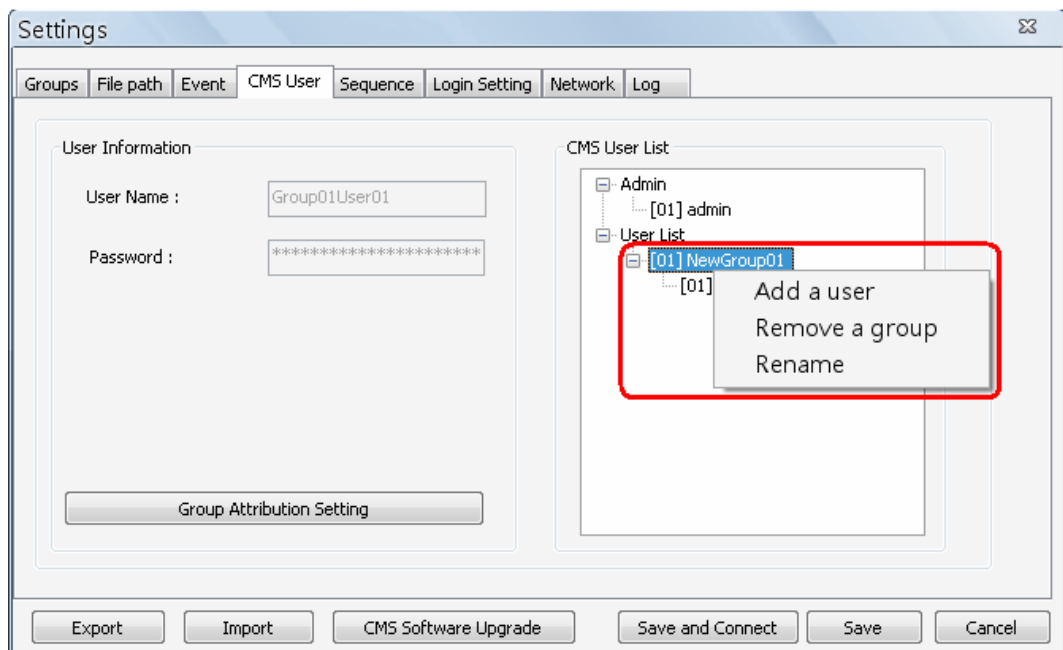 Settings
Groups File path Event CMS User Sequence Login Setting Network Log
User Information
User Name : Group01User01
Password : **********************
Group Attribution Setting
CMS User List
Admin
[01] admin
User List
[01] NewGroup01
[01]
Add a user
Remove a group
Rename
Export Import CMS Software Upgrade Save and Connect Save Cancel